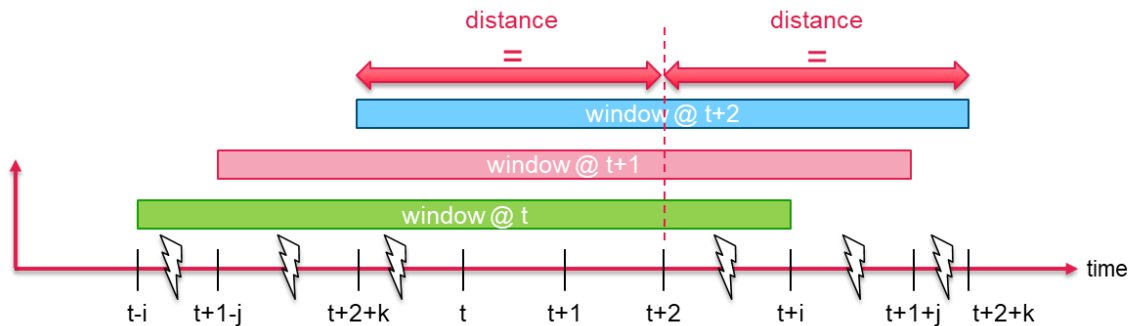 distance distance
= =
window @ t+2
window @ t+1
window @ t
time
t-i t+1-j t+2+k t t+1 t+2 t+i t+1+j t+2+k